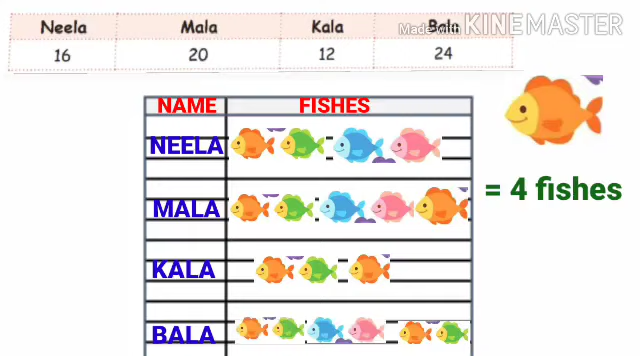 Neela Mala Kala Bala
Made with KINEMASTER
16 20 12 24
NAME FISHES
NEELA
= 4 fishes
MALA
KALA
BALA